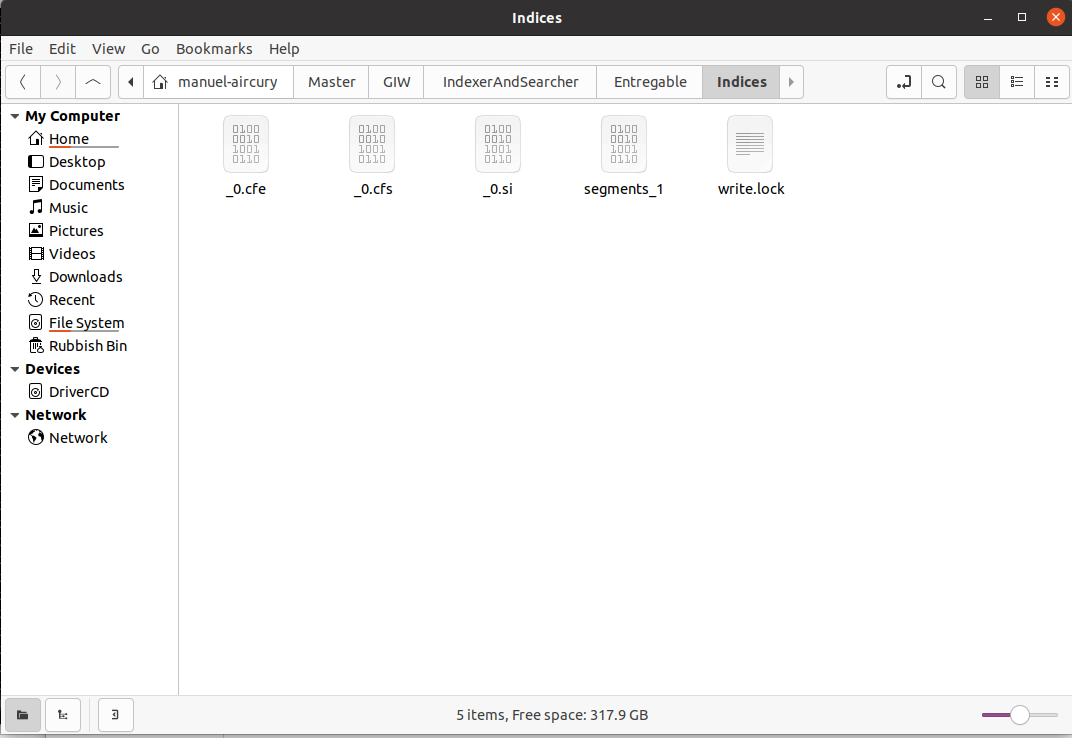 Indices
File Edit View Go Bookmarks Help
manuel-aircury Master GIW IndexerAndSearcher Entregable Indices
My Computer
Home
Desktop
Documents
Music
Pictures
Videos
Downloads
Recent
File System
Rubbish Bin
Devices
DriverCD
Network
Network
0100 0100 0100 0100
0010 0010 0010 0010
1001 1001 1001 1001
0110 0110 0110 0110
_0.cfe _0.cfs _0.si segments_1 write.lock
5 items, Free space: 317.9 GB